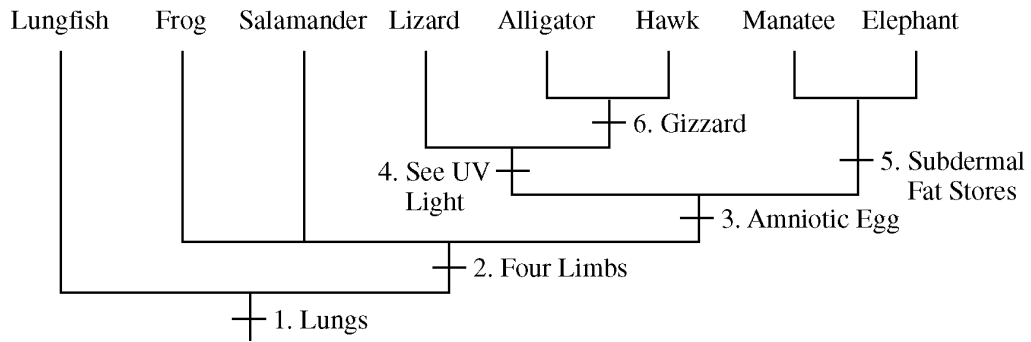 Lungfish Frog Salamander Lizard Alligator Hawk Manatee Elephant
6. Gizzard
4. See UV
Light
5. Subdermal
Fat Stores
3. Amniotic Egg
2. Four Limbs
1. Lungs